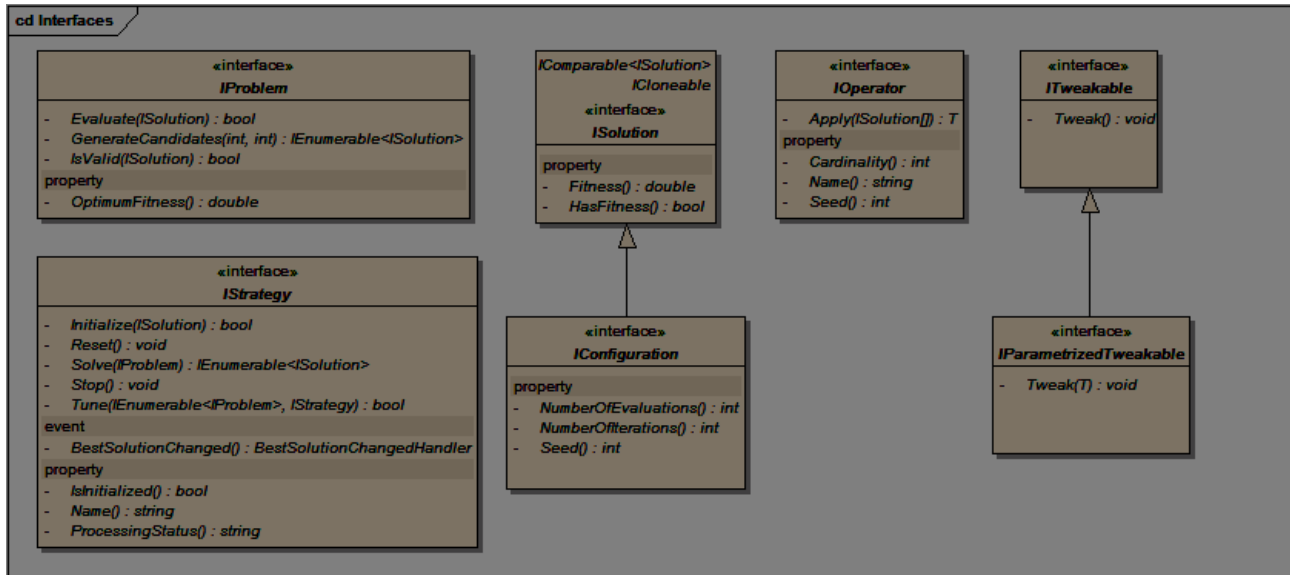 cd Interfaces
«interface»
IProblem
- Evaluate(ISolution) : bool
- GenerateCandidates(int, int) : IEnumerable<ISolution>
- IsValid(ISolution) : bool
property
- OptimumFitness() : double
IComparable<ISolution>
ICloneable
«interface»
ISolution
property
- Fitness() : double
- HasFitness() : bool
«interface»
IOperator
- Apply(ISolution[]) : T
property
- Cardinality() : int
- Name() : string
- Seed() : int
«interface»
ITweakable
- Tweak() : void
«interface»
IStrategy
- Initialize(ISolution) : bool
- Reset() : void
- Solve(IProblem) : IEnumerable<ISolution>
- Stop() : void
- Tune(IEnumerable<IProblem>, IStrategy) : bool
event
- BestSolutionChanged() : BestSolutionChangedHandler
property
- IsInitialized() : bool
- Name() : string
- ProcessingStatus() : string
«interface»
IConfiguration
property
- NumberOfEvaluations() : int
- NumberOfIterations() : int
- Seed() : int
«interface»
IParametrizedTweakable
- Tweak(T) : void